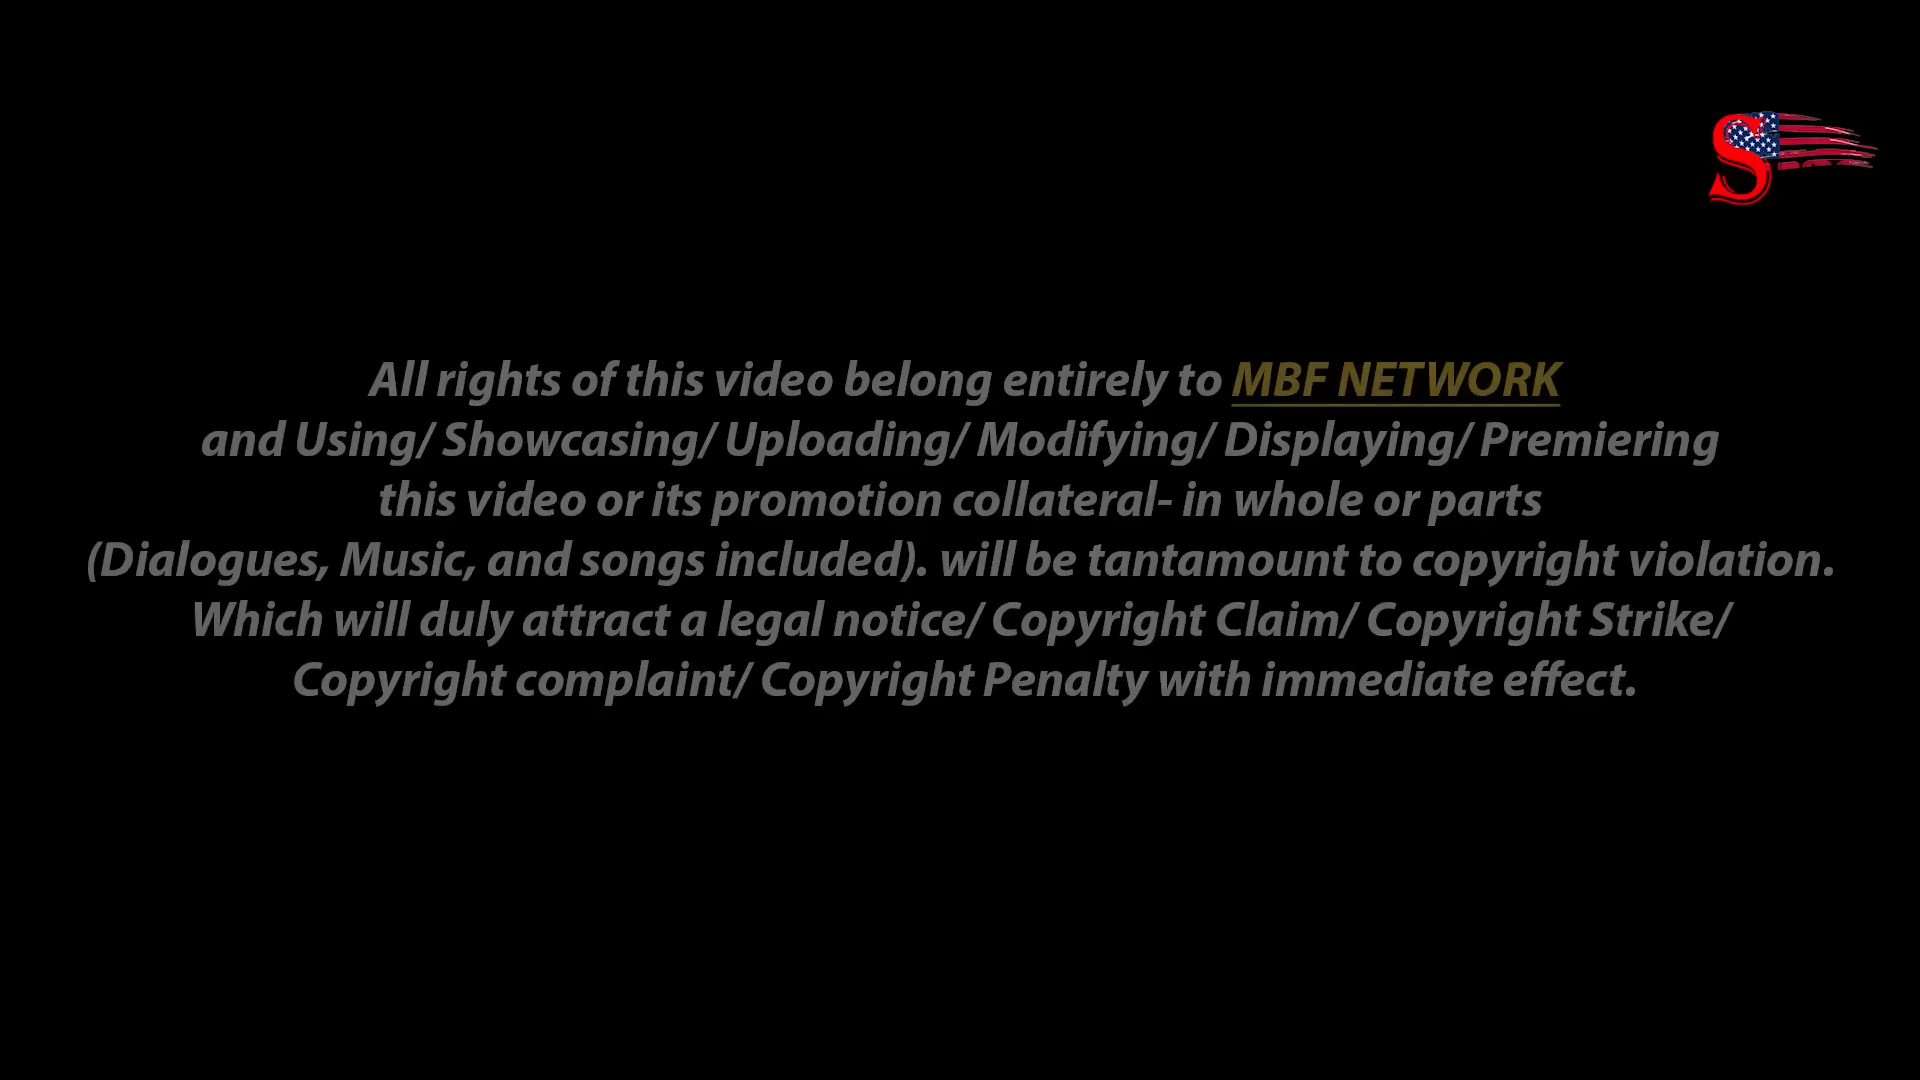 S
All rights of this video belong entirely to MBF NETWORK
and Using/ Showcasing/ Uploading/ Modifying/ Displaying/ Premiering
this video or its promotion collateral- in whole or parts
(Dialogues, Music, and songs included). will be tantamount to copyright violation.
Which will duly attract a legal notice/ Copyright Claim/ Copyright Strike/
Copyright complaint/ Copyright Penalty with immediate effect.